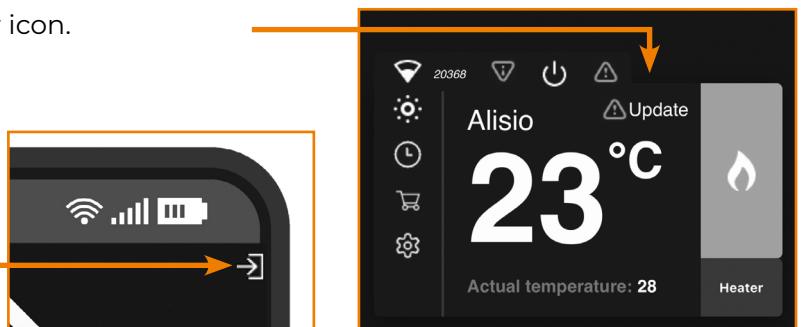 icon.
20368
Alisio
Update
23°C
Actual temperature: 28
Heater